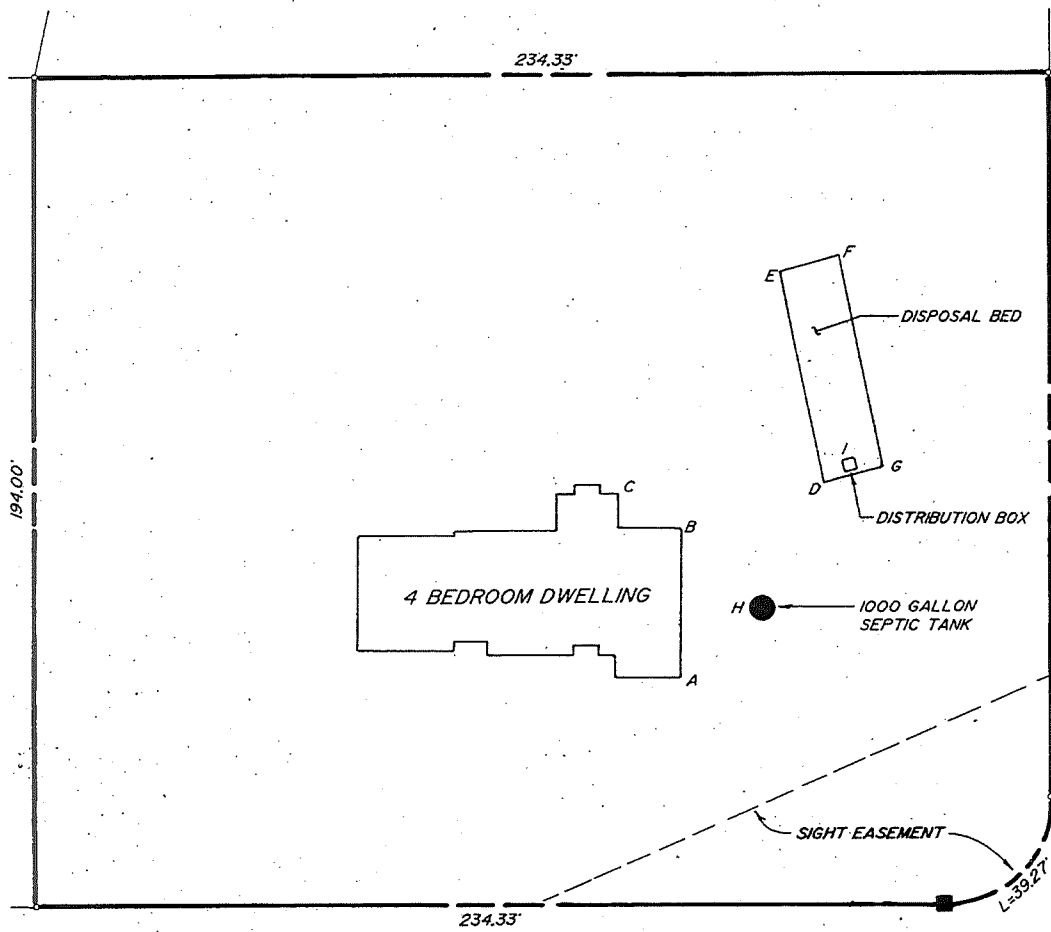 234.33'
F
E
DISPOSAL BED
194.00'
I
G
D
C
DISTRIBUTION BOX
B
4 BEDROOM DWELLING
H
1000 GALLON
SEPTIC TANK
A
SIGHT EASEMENT
L=39.27'
234.33'